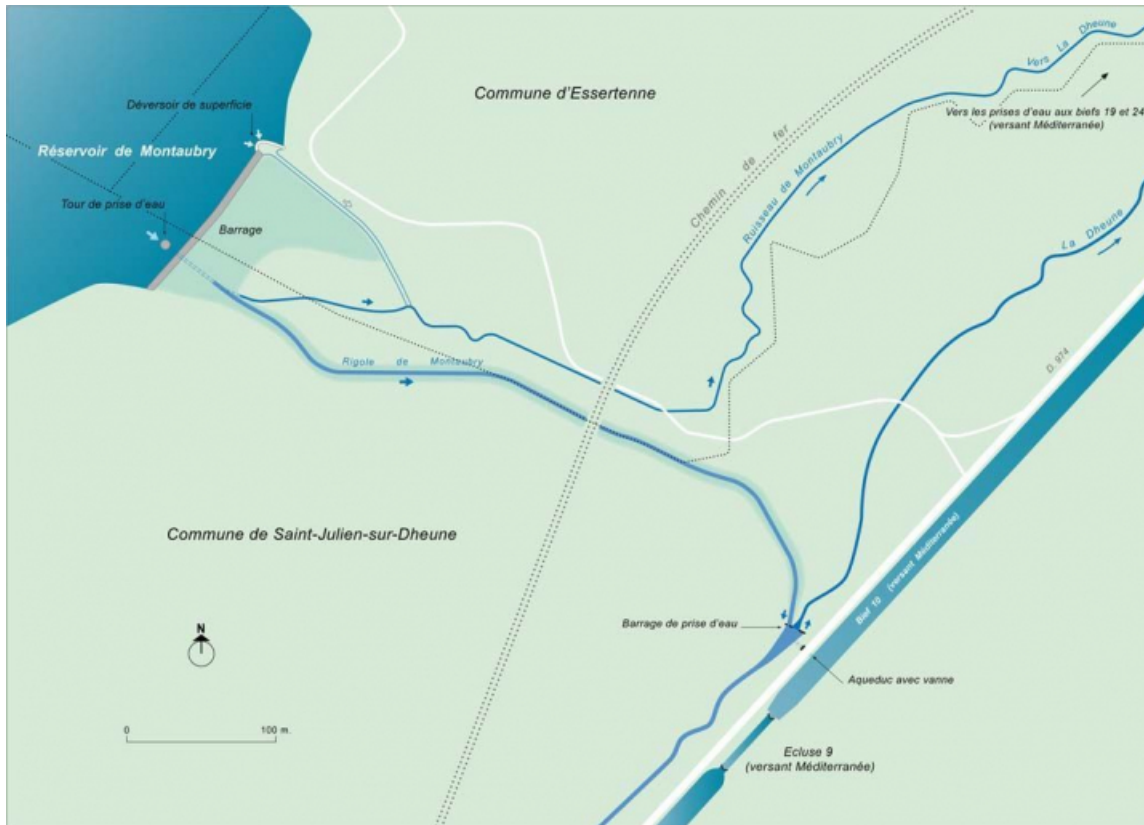 Vers La Dheune
Commune d'Essertenne
Déversoir de superficie
Vers les prises d'eau aux biefs 19 et 24
(versant Méditerranée)
Réservoir de Montaubry
Chemin de fer
Ruisseau de Montaubry
Tour de prise d'eau
Barrage
La Dheune
Rigole de Montaubry
D. 974
Commune de Saint-Julien-sur-Dheune
Bief 10 (versant Méditerranée)
Barrage de prise d'eau
N
Aqueduc avec vanne
0 100 m.
Ecluse 9
(versant Méditerranée)